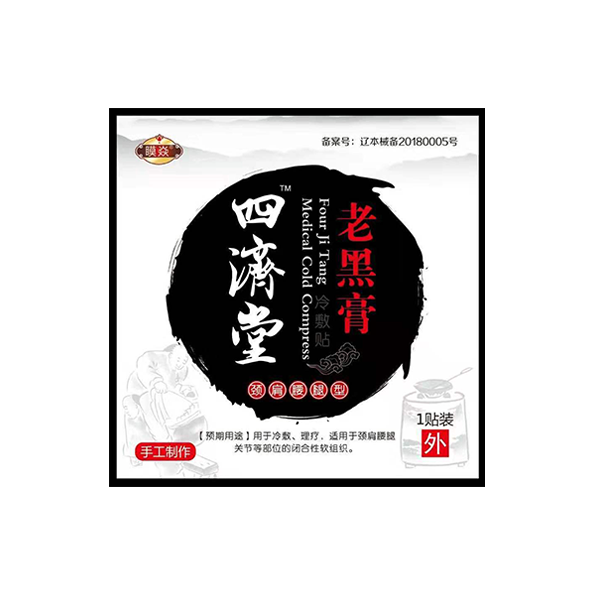 膜焱®
备案号：辽本械备20180005号
四濟堂™
Four Ji Tang
Medical Cold Compress
冷敷贴
老黑膏
颈肩腰腿型
手工制作
【预期用途】用于冷敷、理疗，适用于颈肩腰腿
关节等部位的闭合性软组织。
1贴装
外